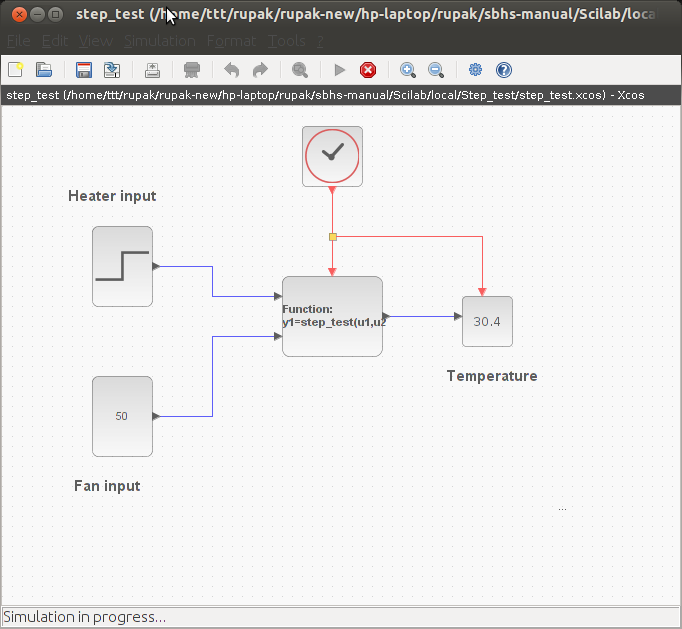 step_test (/home/ttt/rupak/rupak-new/hp-laptop/rupak/sbhs-manual/Scilab/loca
File Edit View Simulation Format Tools ?
step_test (/home/ttt/rupak/rupak-new/hp-laptop/rupak/sbhs-manual/Scilab/local/Step_test/step_test.xcos) - Xcos
Heater input
Function:
y1=step_test(u1,u2
30.4
Temperature
50
Fan input
...
Simulation in progress...